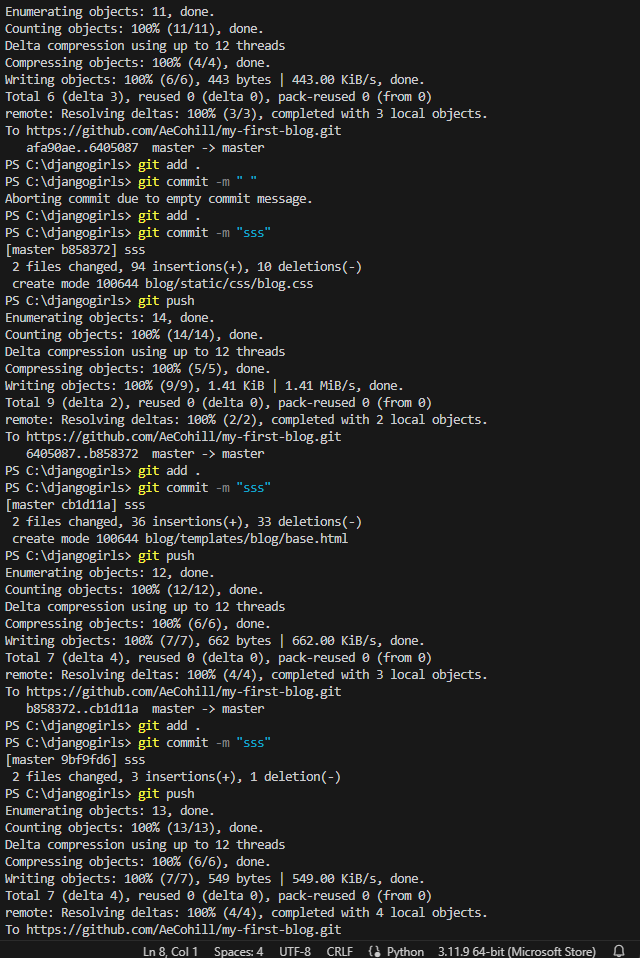 Enumerating objects: 11, done.
Counting objects: 100% (11/11), done.
Delta compression using up to 12 threads
Compressing objects: 100% (4/4), done.
Writing objects: 100% (6/6), 443 bytes | 443.00 KiB/s, done.
Total 6 (delta 3), reused 0 (delta 0), pack-reused 0 (from 0)
remote: Resolving deltas: 100% (3/3), completed with 3 local objects.
To https://github.com/AeCohill/my-first-blog.git
   afa90ae..6405087  master -> master
PS C:\djangogirls> git add .
PS C:\djangogirls> git commit -m " "
Aborting commit due to empty commit message.
PS C:\djangogirls> git add .
PS C:\djangogirls> git commit -m "sss"
[master b858372] sss
 2 files changed, 94 insertions(+), 10 deletions(-)
 create mode 100644 blog/static/css/blog.css
PS C:\djangogirls> git push
Enumerating objects: 14, done.
Counting objects: 100% (14/14), done.
Delta compression using up to 12 threads
Compressing objects: 100% (5/5), done.
Writing objects: 100% (9/9), 1.41 KiB | 1.41 MiB/s, done.
Total 9 (delta 2), reused 0 (delta 0), pack-reused 0 (from 0)
remote: Resolving deltas: 100% (2/2), completed with 2 local objects.
To https://github.com/AeCohill/my-first-blog.git
   6405087..b858372  master -> master
PS C:\djangogirls> git add .
PS C:\djangogirls> git commit -m "sss"
[master cb1d11a] sss
 2 files changed, 36 insertions(+), 33 deletions(-)
 create mode 100644 blog/templates/blog/base.html
PS C:\djangogirls> git push
Enumerating objects: 12, done.
Counting objects: 100% (12/12), done.
Delta compression using up to 12 threads
Compressing objects: 100% (6/6), done.
Writing objects: 100% (7/7), 662 bytes | 662.00 KiB/s, done.
Total 7 (delta 4), reused 0 (delta 0), pack-reused 0 (from 0)
remote: Resolving deltas: 100% (4/4), completed with 3 local objects.
To https://github.com/AeCohill/my-first-blog.git
   b858372..cb1d11a  master -> master
PS C:\djangogirls> git add .
PS C:\djangogirls> git commit -m "sss"
[master 9bf9fd6] sss
 2 files changed, 3 insertions(+), 1 deletion(-)
PS C:\djangogirls> git push
Enumerating objects: 13, done.
Counting objects: 100% (13/13), done.
Delta compression using up to 12 threads
Compressing objects: 100% (6/6), done.
Writing objects: 100% (7/7), 549 bytes | 549.00 KiB/s, done.
Total 7 (delta 4), reused 0 (delta 0), pack-reused 0 (from 0)
remote: Resolving deltas: 100% (4/4), completed with 4 local objects.
To https://github.com/AeCohill/my-first-blog.git
Ln 8, Col 1 Spaces: 4 UTF-8 CRLF Python 3.11.9 64-bit (Microsoft Store)